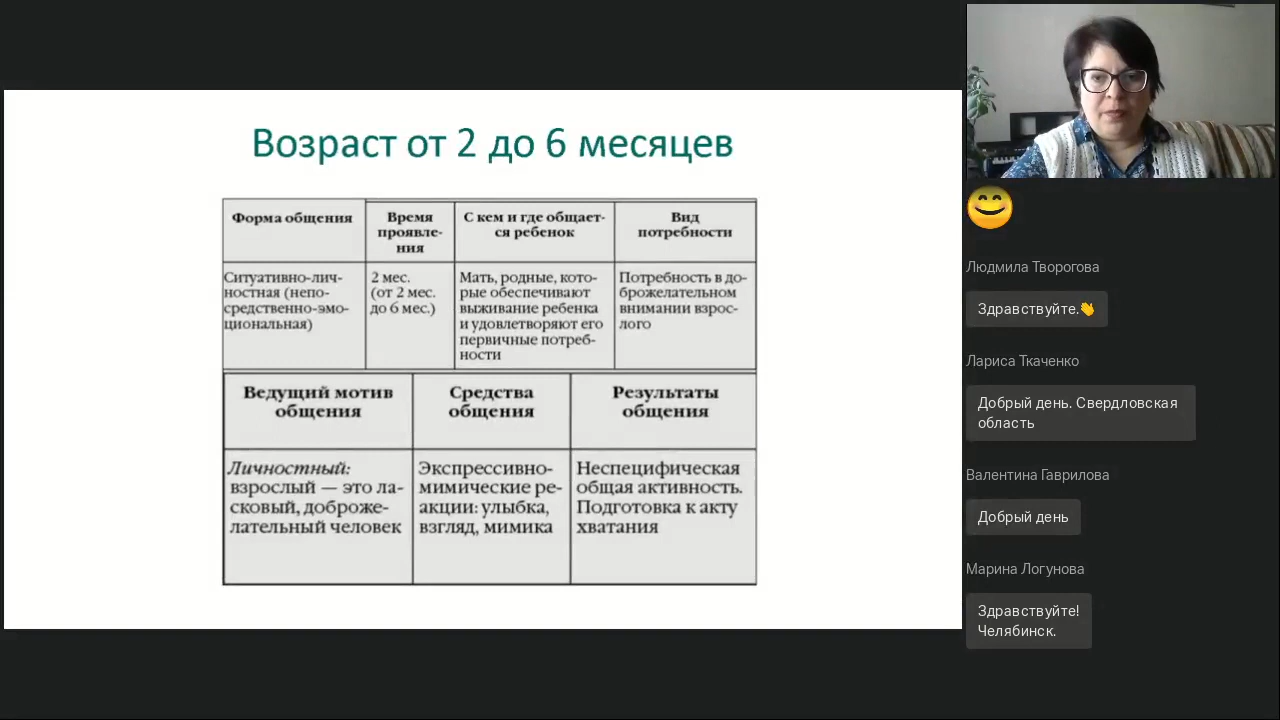 Возраст от 2 до 6 месяцев
Форма общения
Время
проявле-
ния
С кем и где общает-
ся ребенок
Вид
потребности
Ситуативно-лич-
ностная (непо-
средственно-эмо-
циональная)
2 мес.
(от 2 мес.
до 6 мес.)
Мать, родные, кото-
рые обеспечивают
выживание ребенка
и удовлетворяют его
первичные потреб-
ности
Потребность в до-
брожелательном
внимании взрос-
лого
Ведущий мотив
общения
Средства
общения
Результаты
общения
Личностный:
взрослый — это ла-
сковый, доброже-
лательный человек
Экспрессивно-
мимические ре-
акции: улыбка,
взгляд, мимика
Неспецифическая
общая активность.
Подготовка к акту
хватания
Людмила Творогова
Здравствуйте.👋
Лариса Ткаченко
Добрый день. Свердловская
область
Валентина Гаврилова
Добрый день
Марина Логунова
Здравствуйте!
Челябинск.